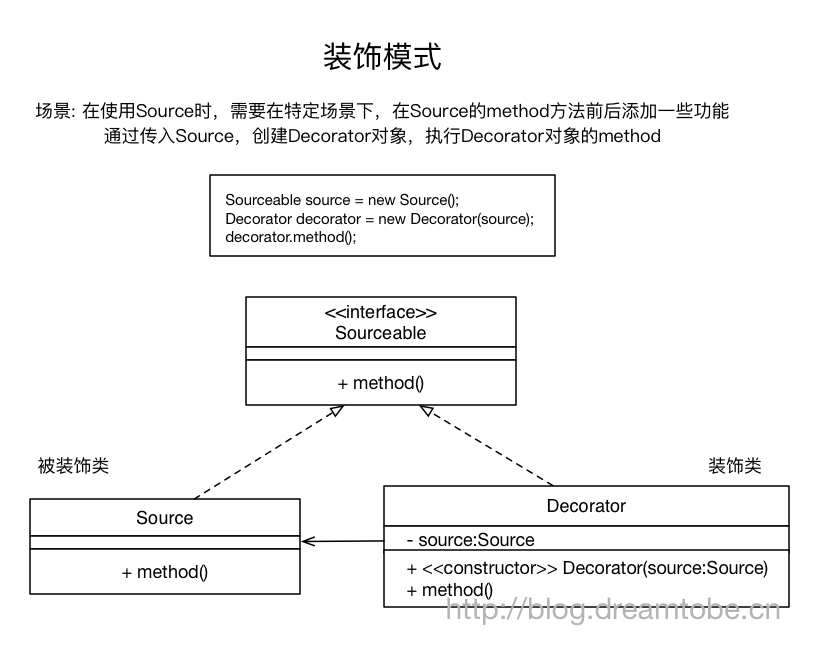 装饰模式
场景: 在使用Source时，需要在特定场景下，在Source的method方法前后添加一些功能
通过传入Source，创建Decorator对象，执行Decorator对象的method
Sourceable source = new Source();
Decorator decorator = new Decorator(source);
decorator.method();
<<interface>>
Sourceable
+ method()
被装饰类
装饰类
Source
+ method()
Decorator
- source:Source
+ <<constructor>> Decorator(source:Source)
+ method()
http://blog.dreamtobe.cn